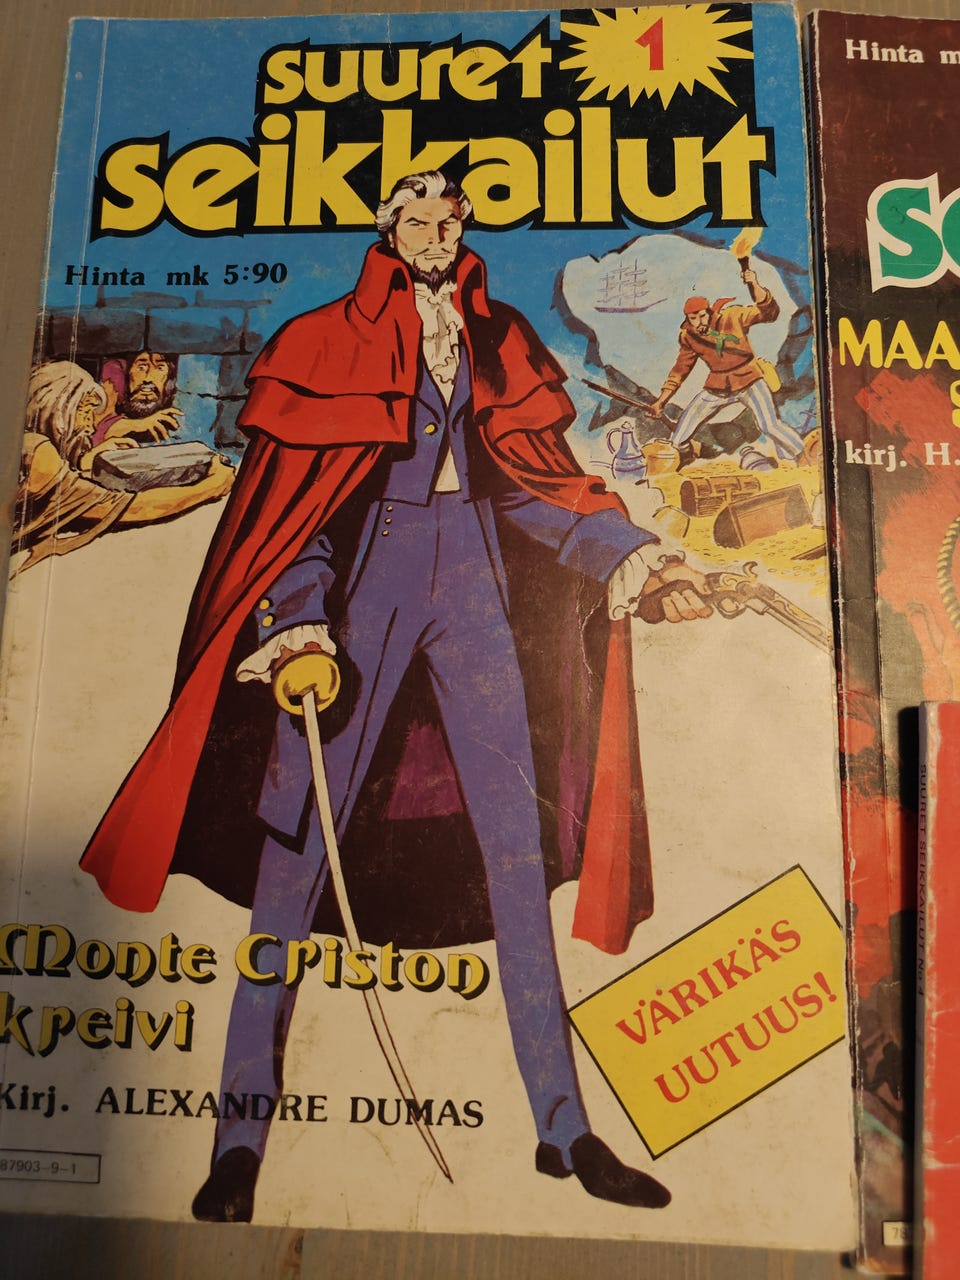 suuret
1
seikkailut
Hinta mk 5:90
VÄRIKÄS
UUTUUS!
Monte Criston
kreivi
Kirj. ALEXANDRE DUMAS
87903-9-1
Hinta m
MAA
S
kirj. H.
SUURET SEIKKAILUT
78